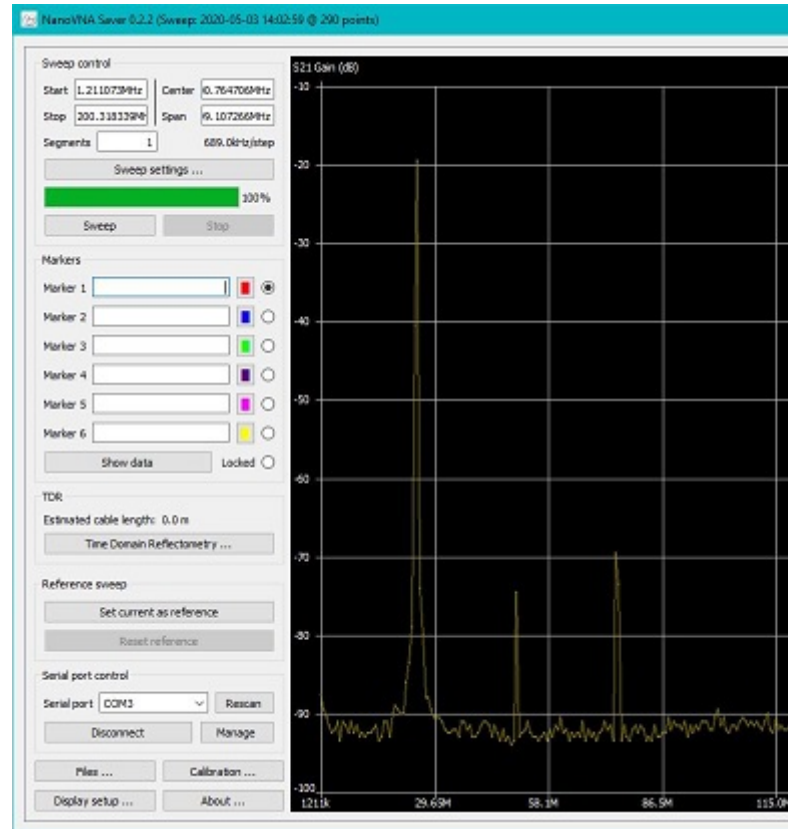 NanoVNA Saver 0.2.2 (Sweep: 2020-05-03 14:02:59 @ 290 points)
Sweep control
Start 1.211073MHz Center 0.764706MHz
Stop 200.318339M Span 9.107266MHz
Segments 1 689.0kHz/step
Sweep settings ...
100%
Sweep Stop
Markers
Marker 1
Marker 2
Marker 3
Marker 4
Marker 5
Marker 6
Show data Locked
TDR
Estimated cable length: 0.0 m
Time Domain Reflectometry ...
Reference sweep
Set current as reference
Reset reference
Serial port control
Serial port COM3 Rescan
Disconnect Manage
Files ... Calibration ...
Display setup ... About ...
S21 Gain (dB)
-10
-20
-30
-40
-50
-60
-70
-80
-90
-100
1211k 29.65M 58.1M 86.5M 115.0M